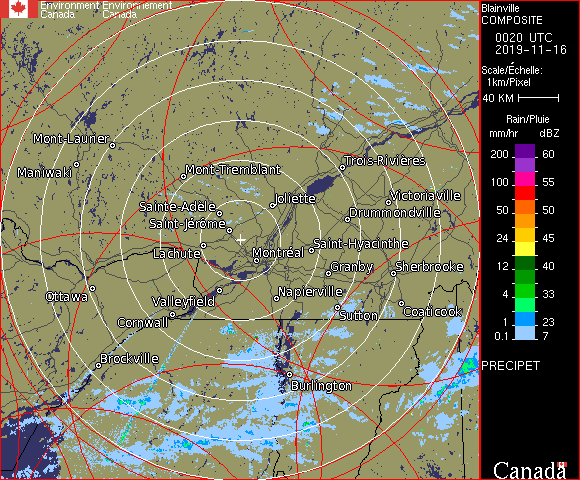 Environment Environnement
Canada Canada
Blainville
COMPOSITE
0020 UTC
2019-11-16
Scale/Échelle:
1km/Pixel
40 KM
Rain/Pluie
mm/hr dBZ
200 60
100 55
50 50
24 45
12 40
4 33
1 23
0.1 7
PRECIPET
Canada
Mont-Laurier
Maniwaki
Mont-Tremblant
Trois-Rivières
Joliette
Victoriaville
Sainte-Adele
Drummondville
Saint-Jérôme
Saint-Hyacinthe
Lachute
Montréal
Granby
Sherbrooke
Ottawa
Valleyfield
Napierville
Cornwall
Sutton
Coaticook
Brockville
Burlington